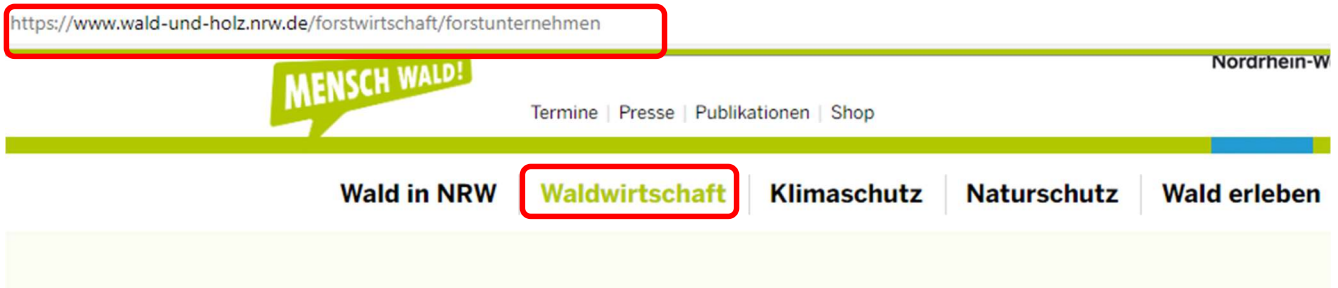 https://www.wald-und-holz.nrw.de/forstwirtschaft/forstunternehmen
MENSCH WALD!
Nordrhein-W
Termine | Presse | Publikationen | Shop
Wald in NRW Waldwirtschaft Klimaschutz Naturschutz Wald erleben